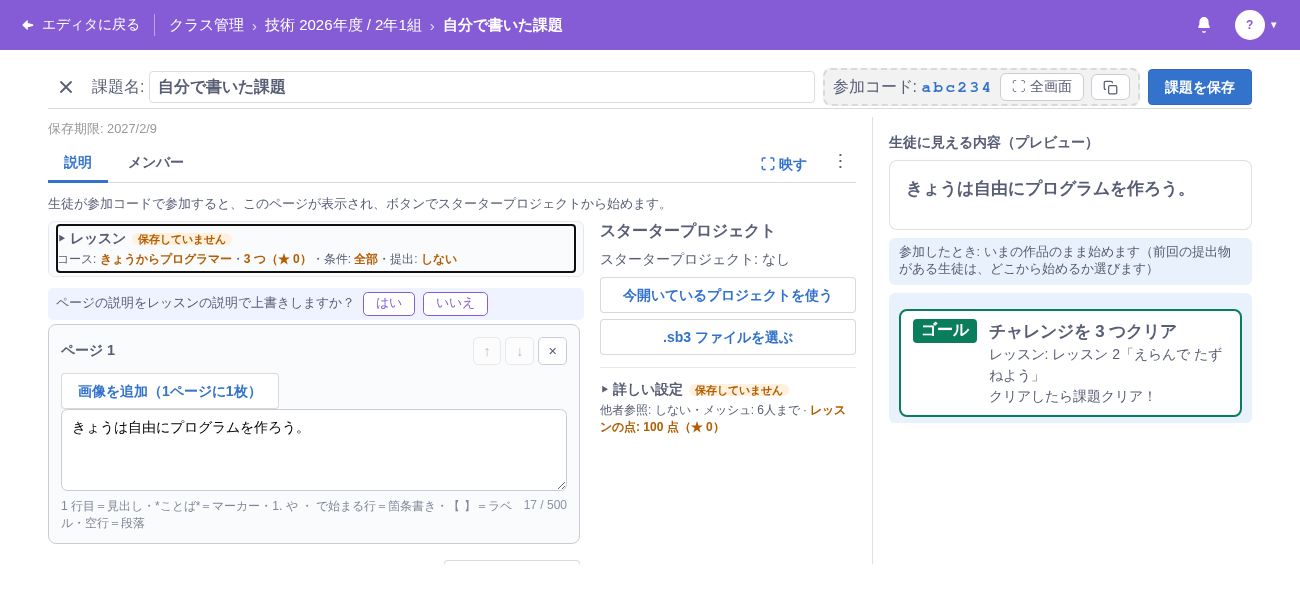 エディタに戻る
クラス管理 › 技術 2026年度 / 2年1組 › 自分で書いた課題
?
課題名: 自分で書いた課題
参加コード: abc234
全画面
課題を保存
保存期限: 2027/2/9
説明
メンバー
映す
生徒が参加コードで参加すると、このページが表示され、ボタンでスタータープロジェクトから始めます。
レッスン 保存していません
コース: きょうからプログラマー・3 つ（★ 0）・条件: 全部・提出: しない
ページの説明をレッスンの説明で上書きしますか？ はい いいえ
ページ 1
↑ ↓ ×
画像を追加（1ページに1枚）
きょうは自由にプログラムを作ろう。
1 行目＝見出し・*ことば*＝マーカー・1. や ・ で始まる行＝箇条書き・【 】＝ラベ
ル・空行＝段落
17 / 500
スタータープロジェクト
スタータープロジェクト: なし
今開いているプロジェクトを使う
.sb3 ファイルを選ぶ
詳しい設定 保存していません
他者参照: しない・メッシュ: 6人まで · レッス
ンの点: 100 点（★ 0）
生徒に見える内容（プレビュー）
きょうは自由にプログラムを作ろう。
参加したとき: いまの作品のまま始めます（前回の提出物
がある生徒は、どこから始めるか選びます）
ゴール
チャレンジを 3 つクリア
レッスン: レッスン 2「えらんで たず
ねよう」
クリアしたら課題クリア！